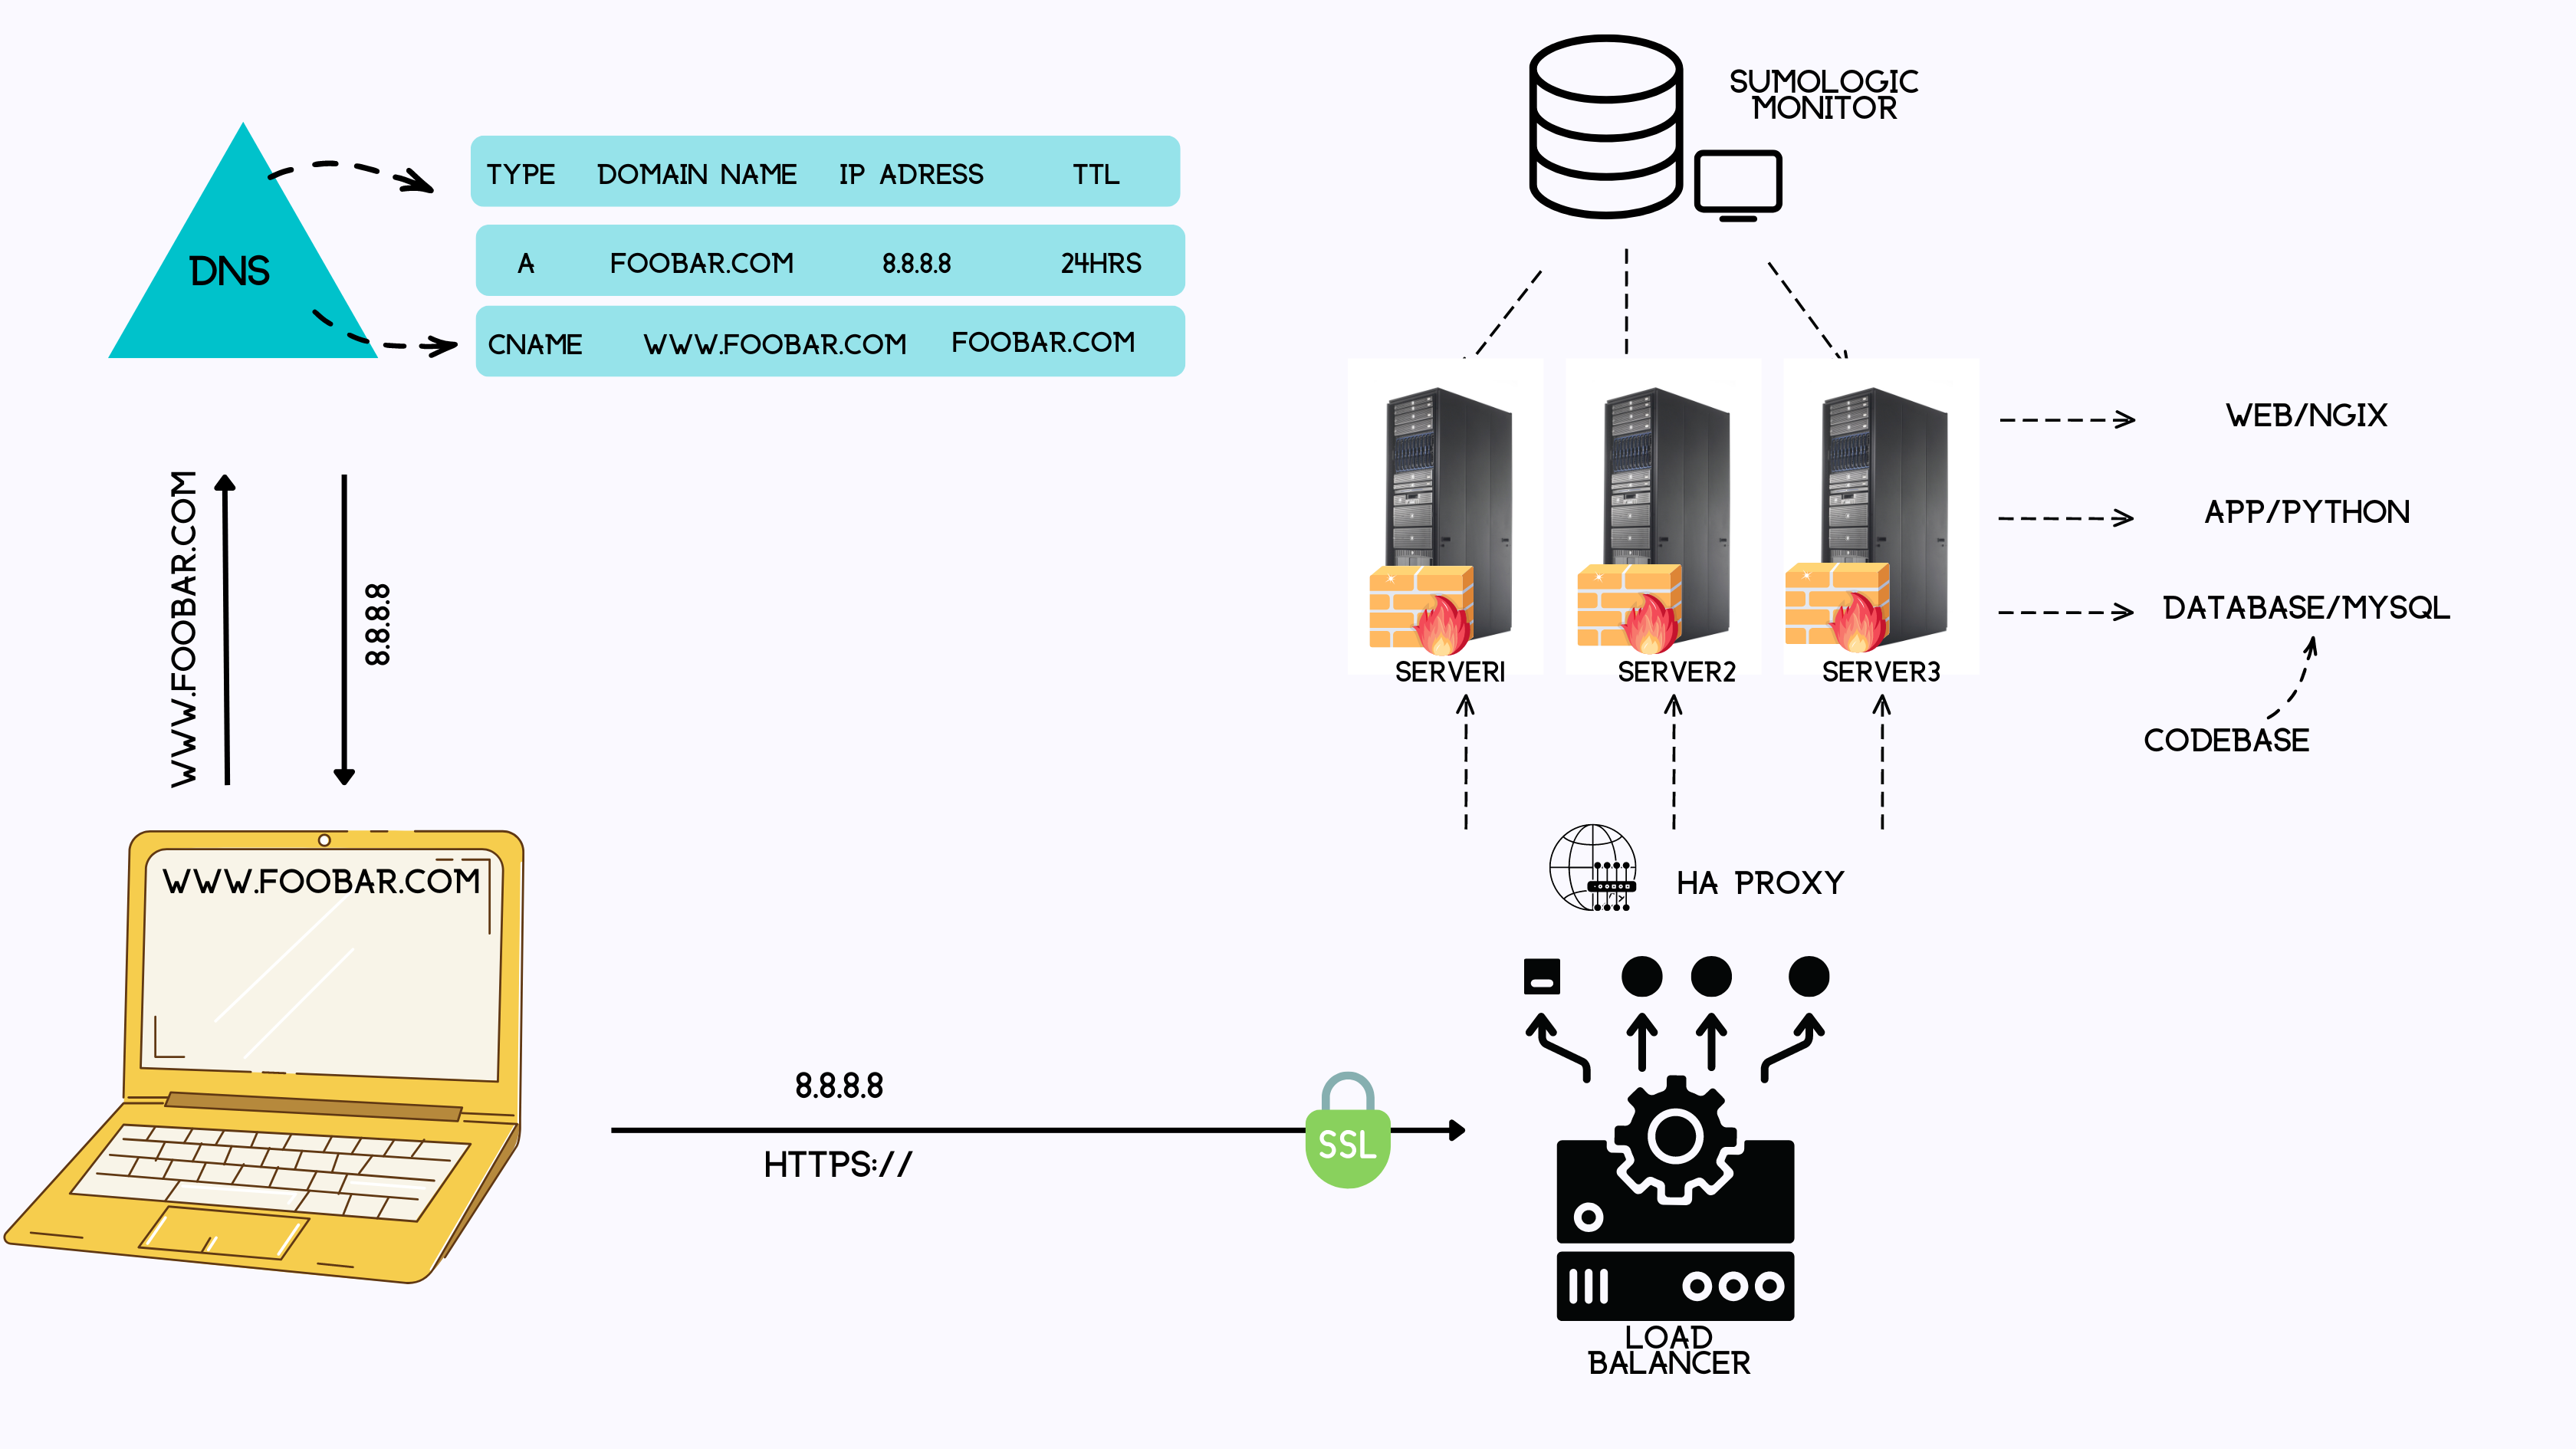 SUMOLOGIC
MONITOR
TYPE DOMAIN NAME IP ADRESS TTL
DNS
A FOOBAR.COM 8.8.8.8 24HRS
CNAME WWW.FOOBAR.COM FOOBAR.COM
WEB/NGIX
APP/PYTHON
DATABASE/MYSQL
CODEBASE
WWW.FOOBAR.COM
8.8.8.8
SERVER1 SERVER2 SERVER3
WWW.FOOBAR.COM
HA PROXY
8.8.8.8
HTTPS://
SSL
LOAD
BALANCER